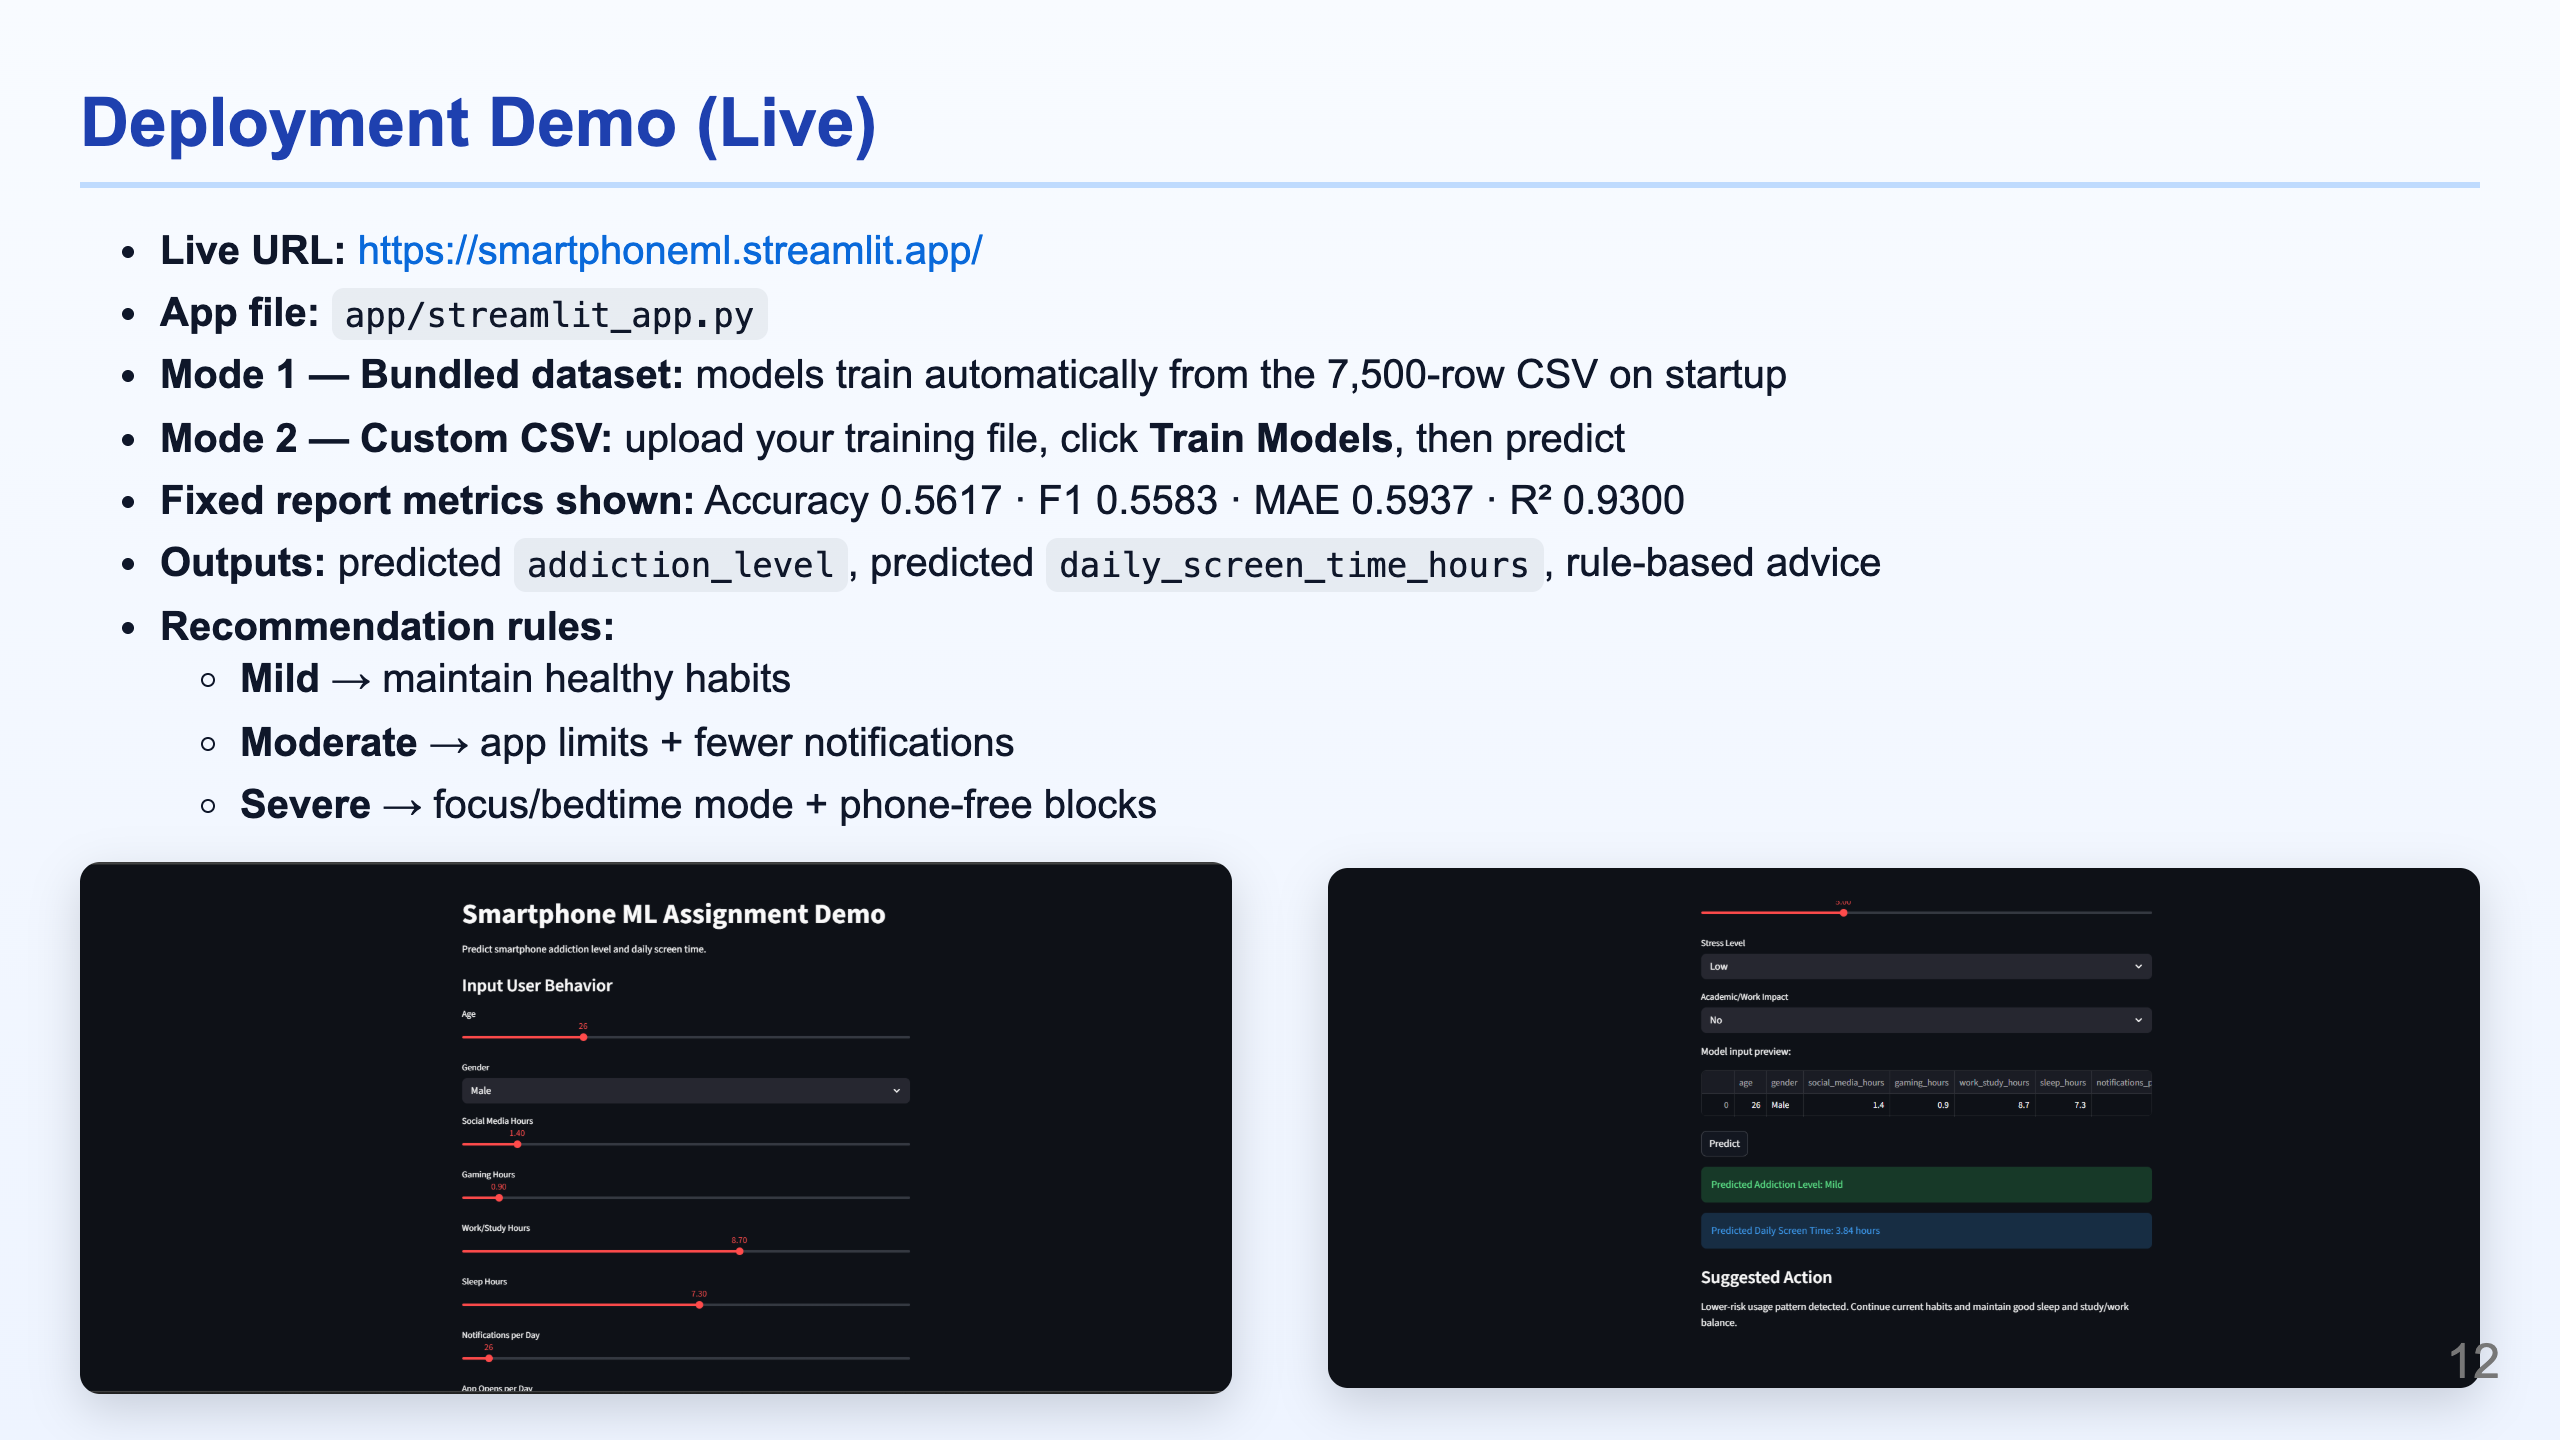 Deployment Demo (Live)
Live URL: https://smartphoneml.streamlit.app/
App file: app/streamlit_app.py
Mode 1 — Bundled dataset: models train automatically from the 7,500-row CSV on startup
Mode 2 — Custom CSV: upload your training file, click Train Models, then predict
Fixed report metrics shown: Accuracy 0.5617 · F1 0.5583 · MAE 0.5937 · R² 0.9300
Outputs: predicted addiction_level, predicted daily_screen_time_hours, rule-based advice
Recommendation rules:
Mild → maintain healthy habits
Moderate → app limits + fewer notifications
Severe → focus/bedtime mode + phone-free blocks
Smartphone ML Assignment Demo
Predict smartphone addiction level and daily screen time.
Input User Behavior
Age
26
Gender
Male
Social Media Hours
1.40
Gaming Hours
0.90
Work/Study Hours
8.70
Sleep Hours
7.30
Notifications per Day
26
App Opens per Day
Stress Level
Low
Academic/Work Impact
No
Model input preview:
age gender social_media_hours gaming_hours work_study_hours sleep_hours notifications_p
0 26 Male 1.4 0.9 8.7 7.3
Predict
Predicted Addiction Level: Mild
Predicted Daily Screen Time: 3.84 hours
Suggested Action
Lower-risk usage pattern detected. Continue current habits and maintain good sleep and study/work
balance.
12